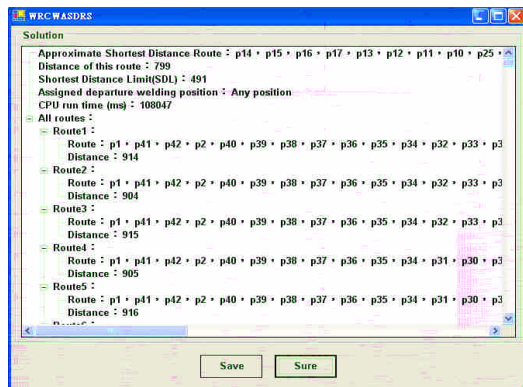 WRCWASDRS
Solution
Approximate Shortest Distance Route : p14 , p15 , p16 , p17 , p13 , p12 , p11 , p10 , p25 ,
Distance of this route : 799
Shortest Distance Limit(SDL) : 491
Assigned departure welding position : Any position
CPU run time (ms) : 108047
All routes :
Route1 :
Route : p1 , p41 , p42 , p2 , p40 , p39 , p38 , p37 , p36 , p35 , p34 , p32 , p33 , p3
Distance : 914
Route2 :
Route : p1 , p41 , p42 , p2 , p40 , p39 , p38 , p37 , p36 , p35 , p34 , p32 , p33 , p3
Distance : 904
Route3 :
Route : p1 , p41 , p42 , p2 , p40 , p39 , p38 , p37 , p36 , p35 , p34 , p32 , p33 , p3
Distance : 915
Route4 :
Route : p1 , p41 , p42 , p2 , p40 , p39 , p38 , p37 , p36 , p35 , p34 , p31 , p30 , p3
Distance : 905
Route5 :
Route : p1 , p41 , p42 , p2 , p40 , p39 , p38 , p37 , p36 , p35 , p34 , p31 , p30 , p3
Distance : 916
Save
Sure